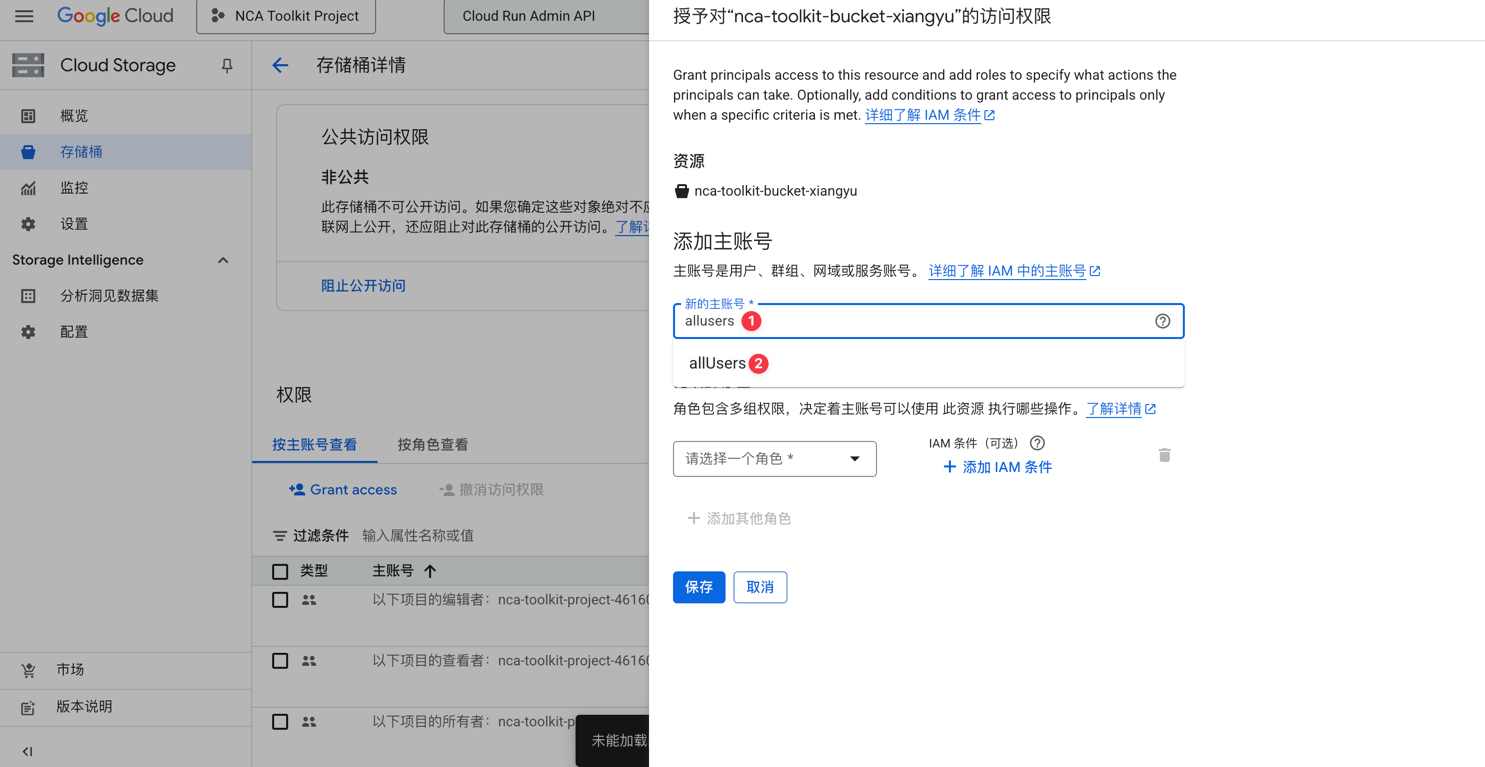 Google Cloud
NCA Toolkit Project
Cloud Run Admin API
Cloud Storage
概览
存储桶
监控
设置
Storage Intelligence
分析洞见数据集
配置
市场
版本说明
存储桶详情
公共访问权限
非公共
此存储桶不可公开访问。如果您确定这些对象绝对不应
联网上公开，还应阻止对此存储桶的公开访问。了解详
阻止公开访问
权限
按主账号查看
按角色查看
Grant access
撤消访问权限
过滤条件
输入属性名称或值
类型
主账号
以下项目的编辑者：nca-toolkit-project-46160
以下项目的查看者：nca-toolkit-project-46160
以下项目的所有者：nca-toolkit-p
未能加载
授予对“nca-toolkit-bucket-xiangyu”的访问权限
Grant principals access to this resource and add roles to specify what actions the
principals can take. Optionally, add conditions to grant access to principals only
when a specific criteria is met. 详细了解 IAM 条件
资源
nca-toolkit-bucket-xiangyu
添加主账号
主账号是用户、群组、网域或服务账号。 详细了解 IAM 中的主账号
新的主账号 *
allusers 1
allUsers 2
角色包含多组权限，决定着主账号可以使用 此资源 执行哪些操作。了解详情
请选择一个角色 *
IAM 条件（可选）
添加 IAM 条件
添加其他角色
保存
取消